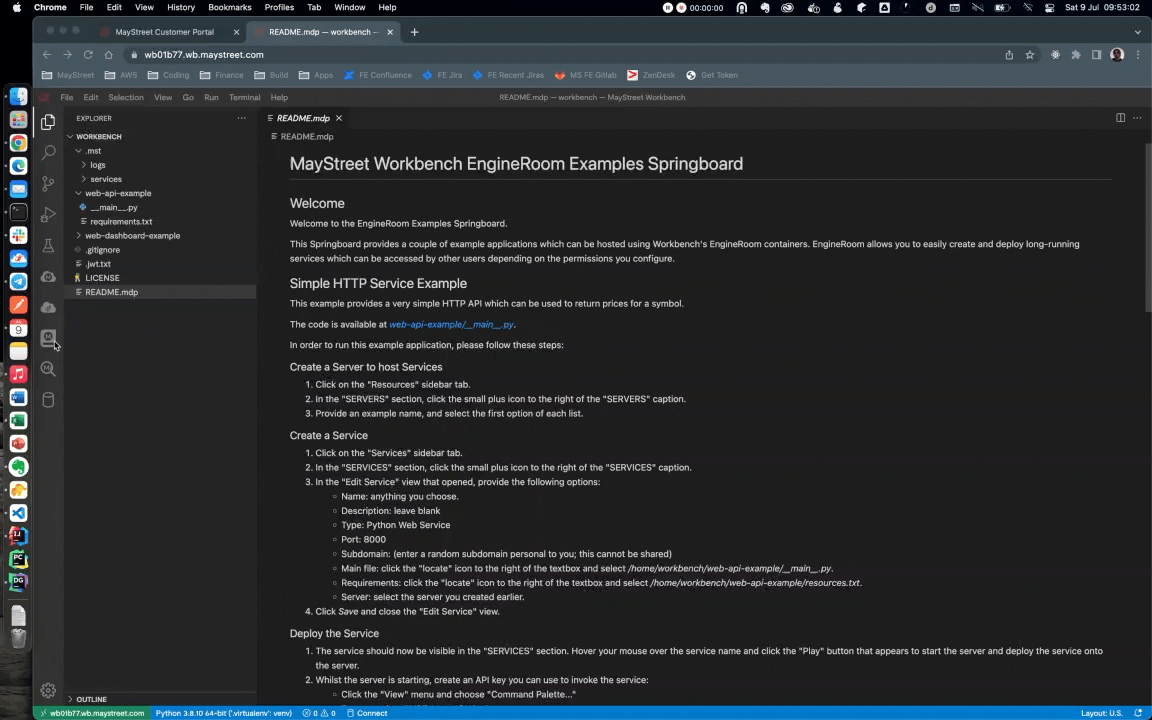 Chrome File Edit View History Bookmarks Profiles Tab Window Help 00:00:00 Sat 9 Jul 09:53:02
MayStreet Customer Portal README.mdp — workbench —
wb01b77.wb.maystreet.com
MayStreet AWS Coding Finance Build Apps FE Confluence FE Jira FE Recent Jiras MS FE Gitlab ZenDesk Get Token
File Edit Selection View Go Run Terminal Help README.mdp — workbench — MayStreet Workbench
EXPLORER
WORKBENCH
.mst
logs
services
web-api-example
__main__.py
requirements.txt
web-dashboard-example
.gitignore
.jwt.txt
LICENSE
README.mdp
OUTLINE
README.mdp
README.mdp
MayStreet Workbench EngineRoom Examples Springboard
Welcome
Welcome to the EngineRoom Examples Springboard.
This Springboard provides a couple of example applications which can be hosted using Workbench's EngineRoom containers. EngineRoom allows you to easily create and deploy long-running
services which can be accessed by other users depending on the permissions you configure.
Simple HTTP Service Example
This example provides a very simple HTTP API which can be used to return prices for a symbol.
The code is available at web-api-example/__main__.py.
In order to run this example application, please follow these steps:
Create a Server to host Services
1. Click on the "Resources" sidebar tab.
2. In the "SERVERS" section, click the small plus icon to the right of the "SERVERS" caption.
3. Provide an example name, and select the first option of each list.
Create a Service
1. Click on the "Services" sidebar tab.
2. In the "SERVICES" section, click the small plus icon to the right of the "SERVICES" caption.
3. In the "Edit Service" view that opened, provide the following options:
Name: anything you choose.
Description: leave blank
Type: Python Web Service
Port: 8000
Subdomain: (enter a random subdomain personal to you; this cannot be shared)
Main file: click the "locate" icon to the right of the textbox and select /home/workbench/web-api-example/__main__.py.
Requirements: click the "locate" icon to the right of the textbox and select /home/workbench/web-api-example/resources.txt.
Server: select the server you created earlier.
4. Click Save and close the "Edit Service" view.
Deploy the Service
1. The service should now be visible in the "SERVICES" section. Hover your mouse over the service name and click the "Play" button that appears to start the server and deploy the service onto
the server.
2. Whilst the server is starting, create an API key you can use to invoke the service:
Click the "View" menu and choose "Command Palette..."
wb01b77.wb.maystreet.com Python 3.8.10 64-bit ('.virtualenv': venv) 0 0 Connect Layout: U.S.